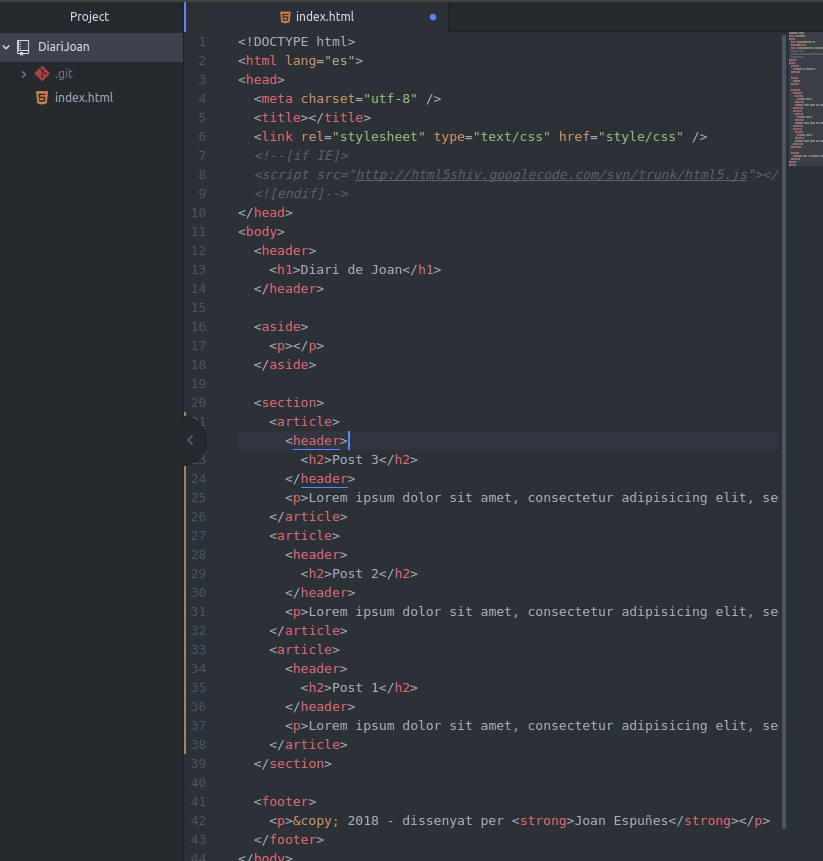 Project
index.html
DiariJoan
.git
index.html
1 <!DOCTYPE html>
2 <html lang="es">
3 <head>
4 <meta charset="utf-8" />
5 <title></title>
6 <link rel="stylesheet" type="text/css" href="style/css" />
7 <!--[if IE]>
8 <script src="http://html5shiv.googlecode.com/svn/trunk/html5.js"></
9 <![endif]-->
10 </head>
11 <body>
12 <header>
13 <h1>Diari de Joan</h1>
14 </header>
15
16 <aside>
17 <p></p>
18 </aside>
19
20 <section>
21 <article>
<header>
23 <h2>Post 3</h2>
24 </header>
25 <p>Lorem ipsum dolor sit amet, consectetur adipisicing elit, se
26 </article>
27 <article>
28 <header>
29 <h2>Post 2</h2>
30 </header>
31 <p>Lorem ipsum dolor sit amet, consectetur adipisicing elit, se
32 </article>
33 <article>
34 <header>
35 <h2>Post 1</h2>
36 </header>
37 <p>Lorem ipsum dolor sit amet, consectetur adipisicing elit, se
38 </article>
39 </section>
40
41 <footer>
42 <p>&copy; 2018 - dissenyat per <strong>Joan Espuñes</strong></p>
43 </footer>
44 </body>